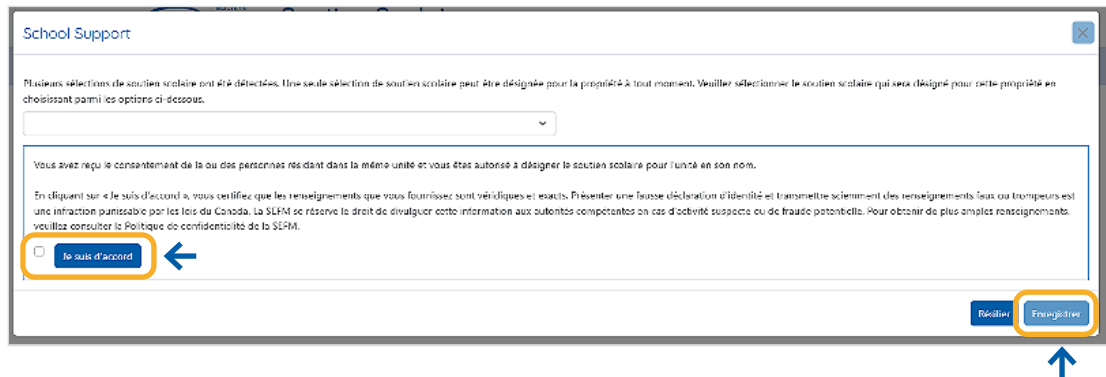 School Support
Plusieurs sélections de soutien scolaire ont été détectées. Une seule sélection de soutien scolaire peut être désignée pour la propriété à tout moment. Veuillez sélectionner le soutien scolaire qui sera désigné pour cette propriété en
choisissant parmi les options ci-dessous.
Vous avez reçu le consentement de la ou des personnes résidant dans la même unité et vous êtes autorisé à désigner le soutien scolaire pour l'unité en son nom.
En cliquant sur « Je suis d'accord », vous certifiez que les renseignements que vous fournissez sont véridiques et exacts. Présenter une fausse déclaration d'identité et transmettre sciemment des renseignements faux ou trompeurs est
une infraction punissable par les lois du Canada. La SEFM se réserve le droit de divulguer cette information aux autorités compétentes en cas d'activité suspecte ou de fraude potentielle. Pour obtenir de plus amples renseignements,
veuillez consulter la Politique de confidentialité de la SEFM.
Je suis d'accord
Résilier Enregistrer